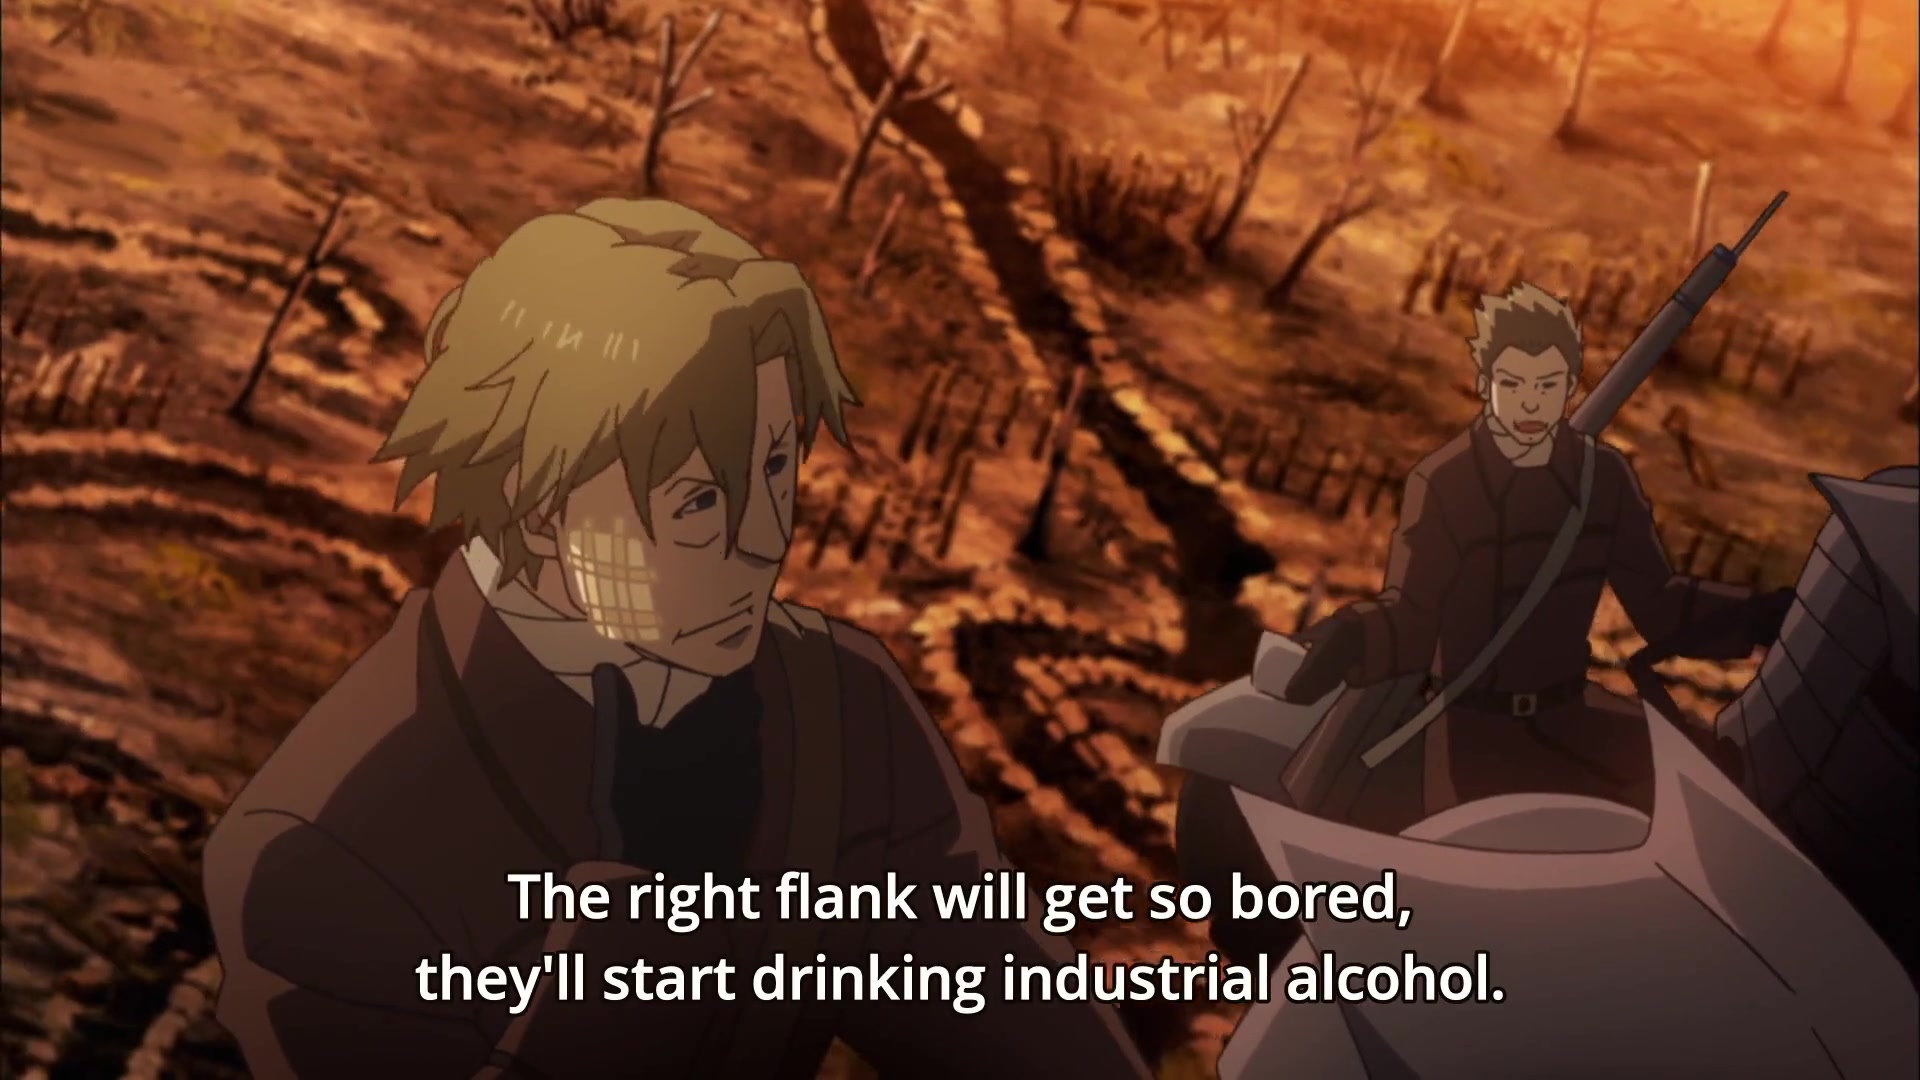 The right flank will get so bored,
they'll start drinking industrial alcohol.